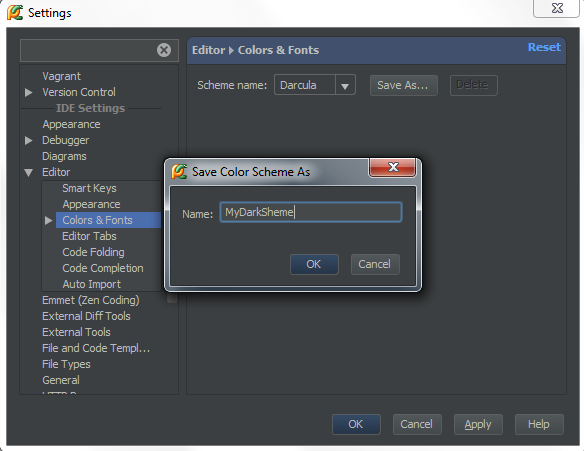 Settings
Editor ▸ Colors & Fonts
Reset
Vagrant
Version Control
IDE Settings
Appearance
Debugger
Diagrams
Editor
Smart Keys
Appearance
Colors & Fonts
Editor Tabs
Code Folding
Code Completion
Auto Import
Emmet (Zen Coding)
External Diff Tools
External Tools
File and Code Templ...
File Types
General
Scheme name: Darcula Save As... Delete
Save Color Scheme As
Name: MyDarkSheme
OK Cancel
OK Cancel Apply Help